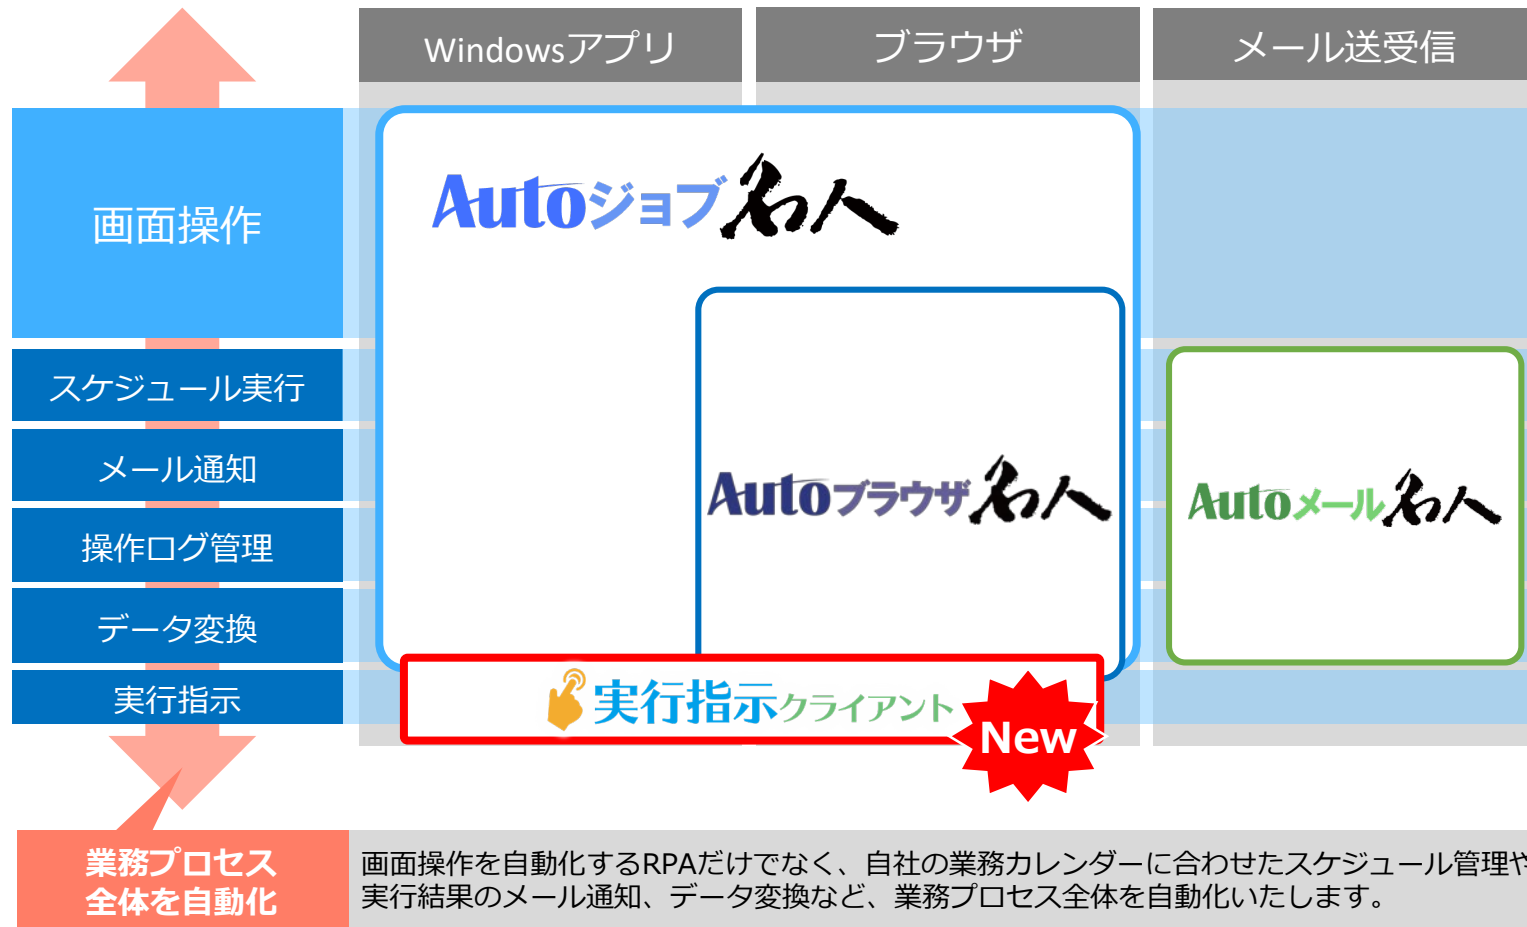 Windowsアプリ
ブラウザ
メール送受信
画面操作
Autoジョブ名人
スケジュール実行
メール通知
Autoブラウザ名人
Autoメール名人
操作ログ管理
データ変換
実行指示
実行指示クライアント
New
業務プロセス
全体を自動化
画面操作を自動化するRPAだけでなく、自社の業務カレンダーに合わせたスケジュール管理や
実行結果のメール通知、データ変換など、業務プロセス全体を自動化いたします。